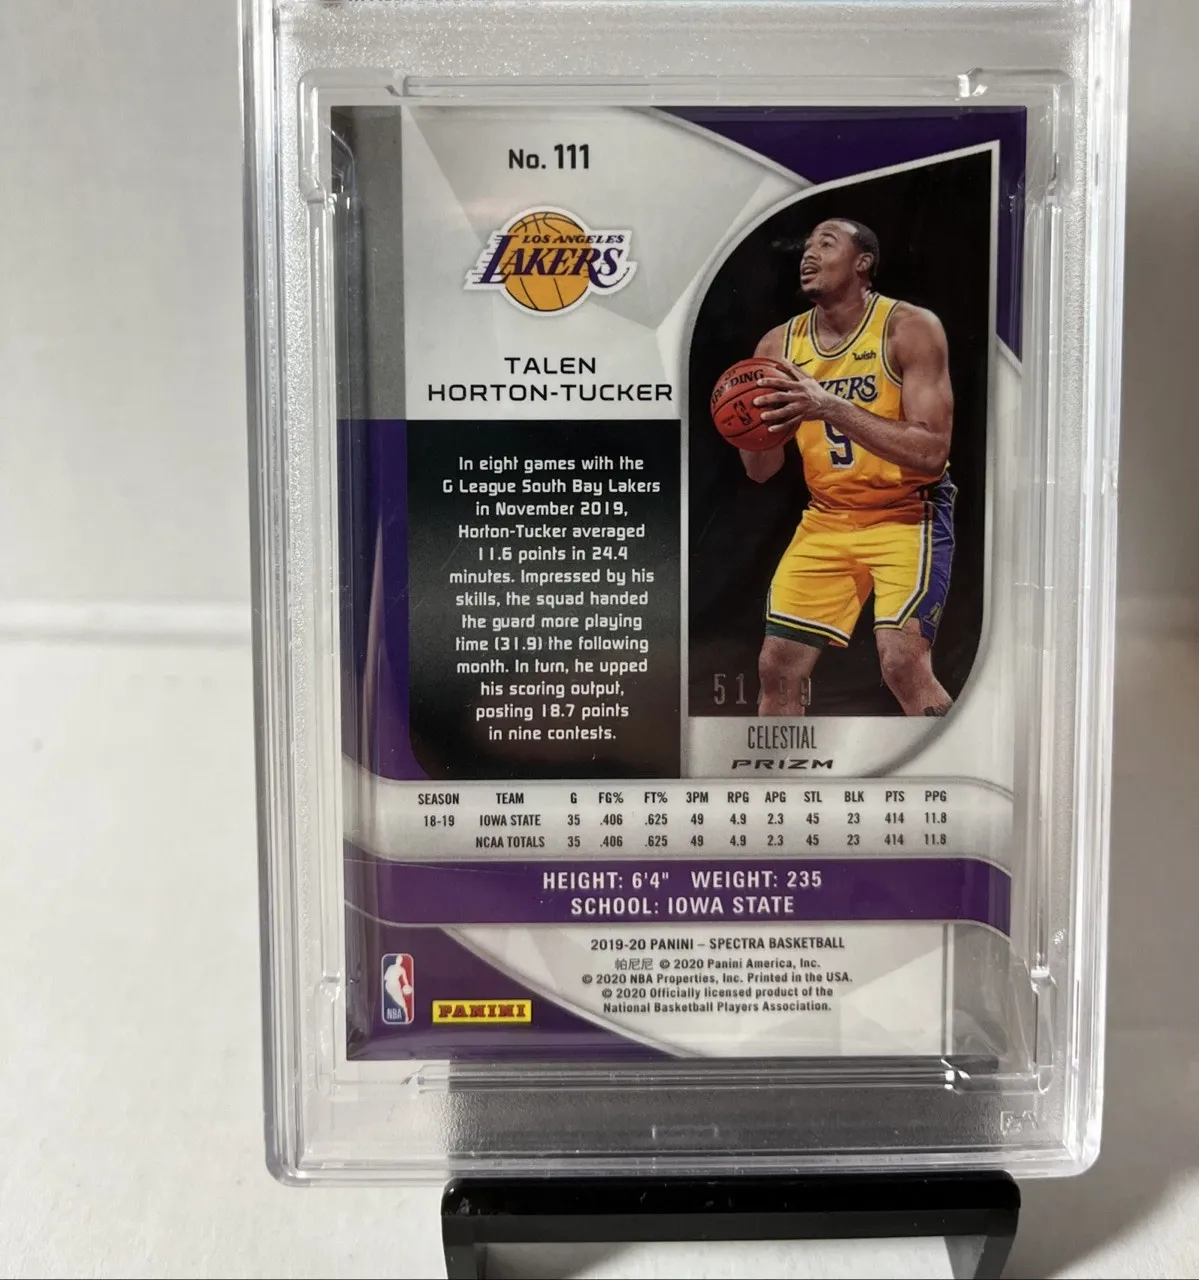 No. 111
LOS ANGELES
LAKERS
TALEN
HORTON-TUCKER
wish
SPALDING
KERS
5
In eight games with the
G League South Bay Lakers
in November 2019,
Horton-Tucker averaged
11.6 points in 24.4
minutes. Impressed by his
skills, the squad handed
the guard more playing
time (31.9) the following
month. In turn, he upped
his scoring output,
posting 18.7 points
in nine contests.
51/99
CELESTIAL
PRIZM
SEASON TEAM G FG% FT% 3PM RPG APG STL BLK PTS PPG
18-19 IOWA STATE 35 .406 .625 49 4.9 2.3 45 23 414 11.8
NCAA TOTALS 35 .406 .625 49 4.9 2.3 45 23 414 11.8
HEIGHT: 6'4" WEIGHT: 235
SCHOOL: IOWA STATE
2019-20 PANINI – SPECTRA BASKETBALL
帕尼尼 © 2020 Panini America, Inc.
© 2020 NBA Properties, Inc. Printed in the USA.
© 2020 Officially licensed product of the
National Basketball Players Association.
NBA
PANINI